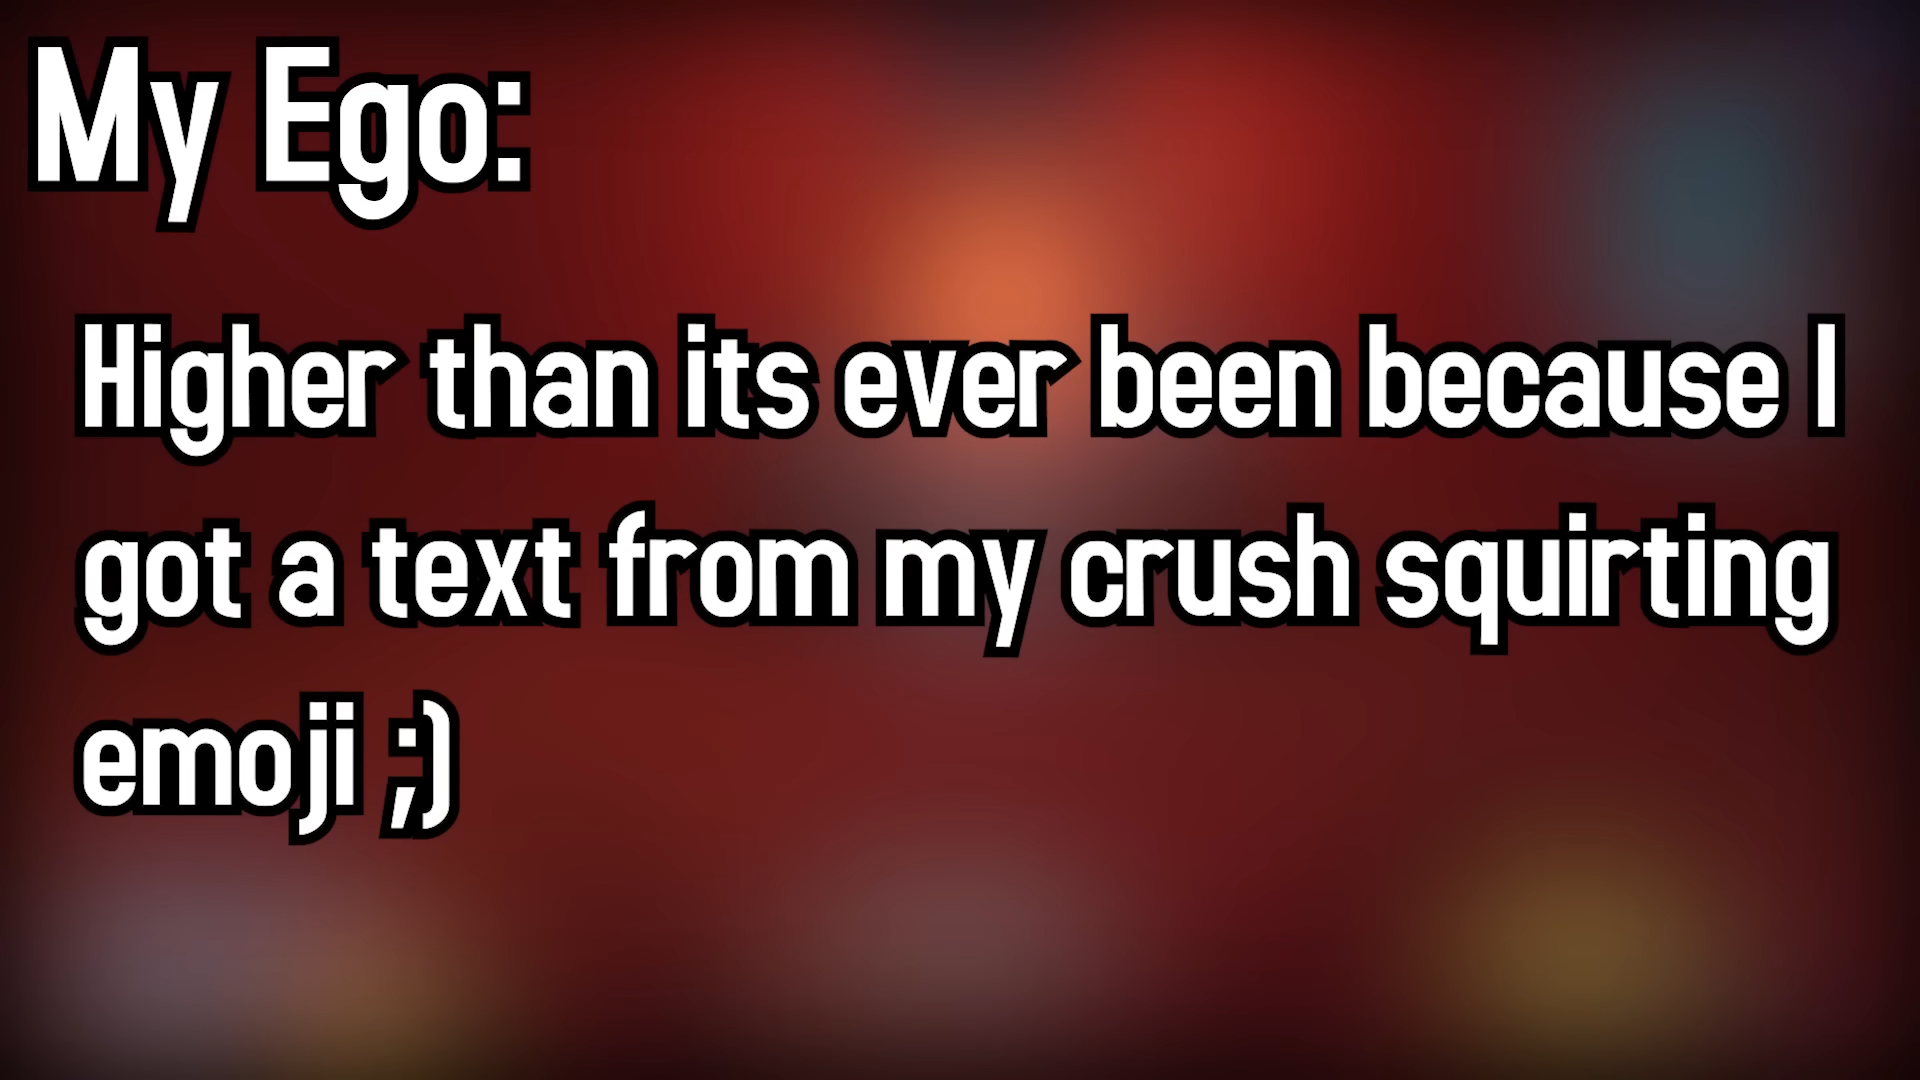 My Ego:
Higher than its ever been because I
got a text from my crush squirting
emoji ;)